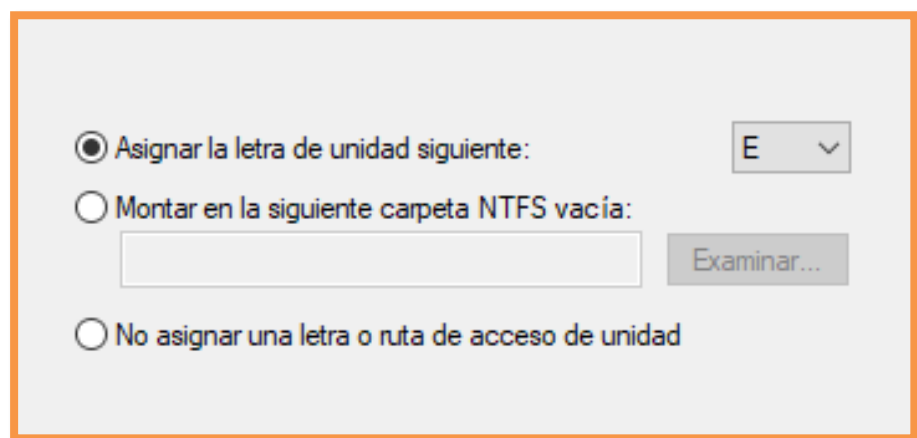 Asignar la letra de unidad siguiente: E
Montar en la siguiente carpeta NTFS vacía:
Examinar...
No asignar una letra o ruta de acceso de unidad